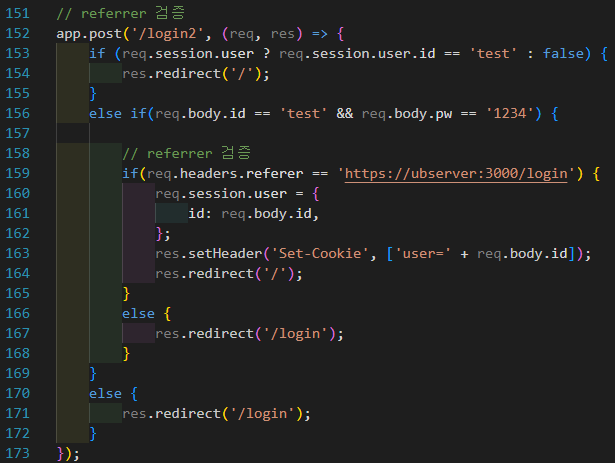 151 // referrer 검증
152 app.post('/login2', (req, res) => {
153     if (req.session.user ? req.session.user.id == 'test' : false) {
154         res.redirect('/');
155     }
156     else if(req.body.id == 'test' && req.body.pw == '1234') {
157
158         // referrer 검증
159         if(req.headers.referer == 'https://ubserver:3000/login') {
160             req.session.user = {
161                 id: req.body.id,
162             };
163             res.setHeader('Set-Cookie', ['user=' + req.body.id]);
164             res.redirect('/');
165         }
166         else {
167             res.redirect('/login');
168         }
169     }
170     else {
171         res.redirect('/login');
172     }
173 });